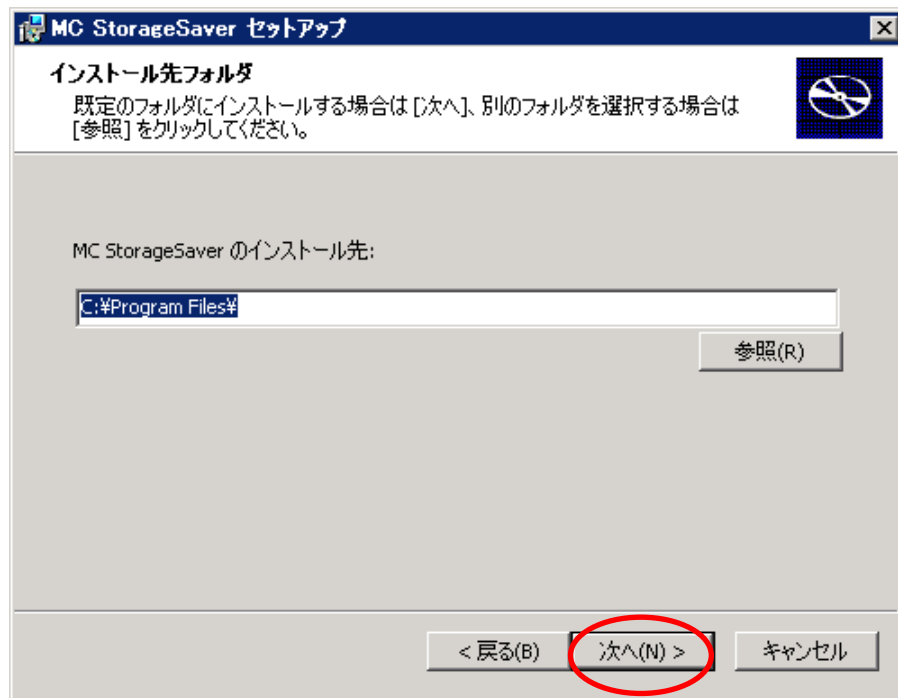 MC StorageSaver セットアップ
インストール先フォルダ
既定のフォルダにインストールする場合は [次へ]、別のフォルダを選択する場合は
[参照] をクリックしてください。
MC StorageSaver のインストール先:
C:¥Program Files¥
参照(R)
< 戻る(B) 次へ(N) > キャンセル